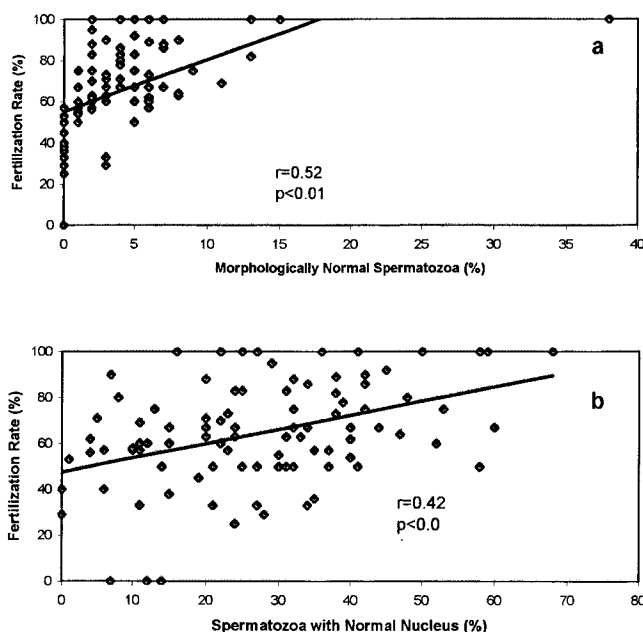 100
80
60
40
20
0
Fertilization Rate (%)
a
r=0.52
p<0.01
0 5 10 15 20 25 30 35 40
Morphologically Normal Spermatozoa (%)
100
80
60
40
20
0
Fertilization Rate (%)
b
r=0.42
p<0.0
0 10 20 30 40 50 60 70 80
Spermatozoa with Normal Nucleus (%)